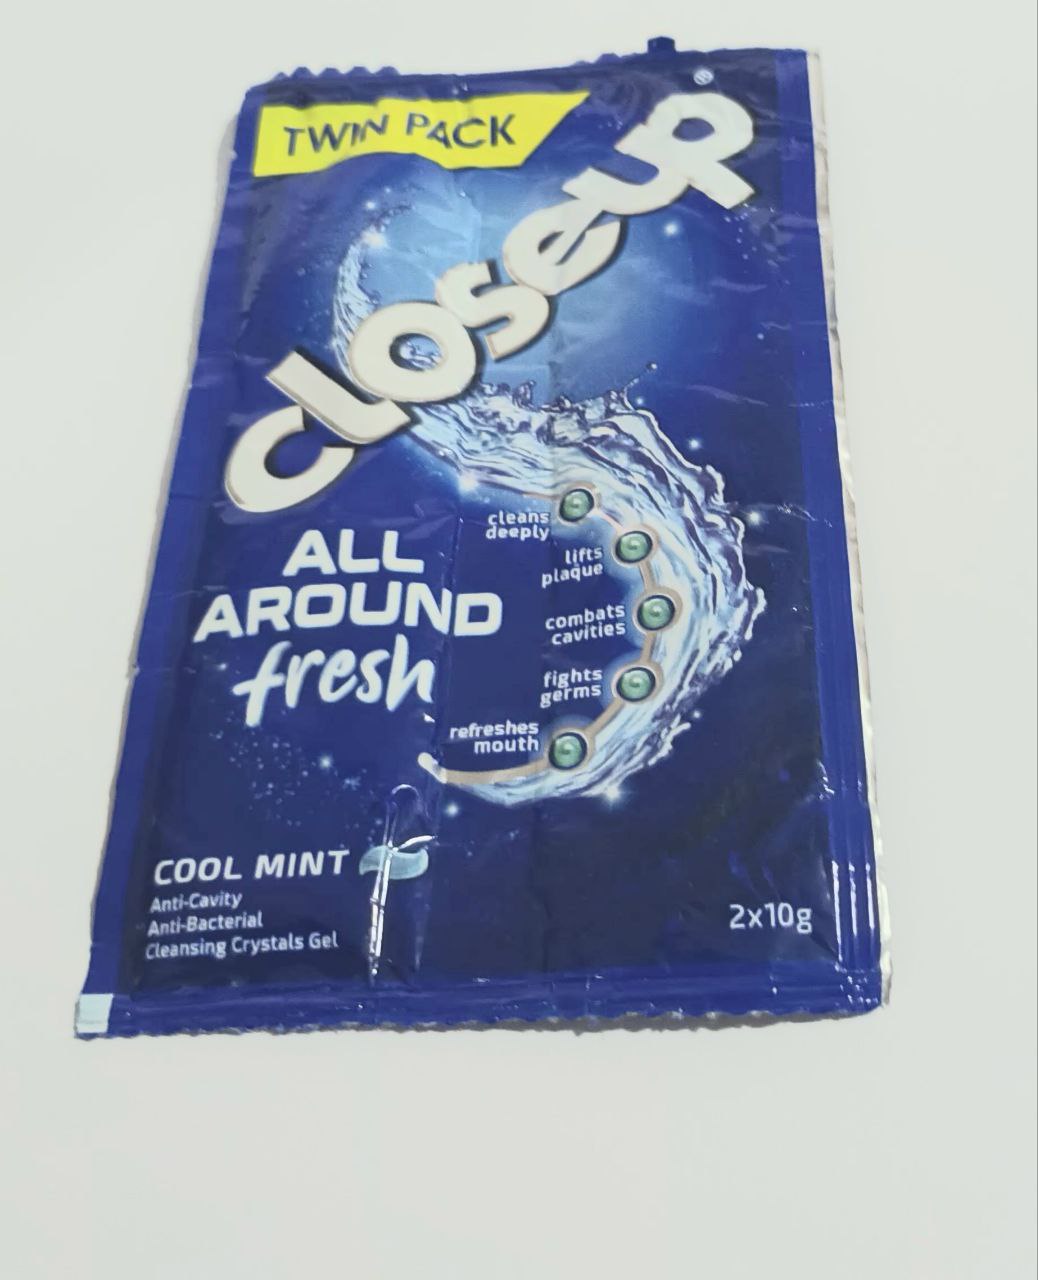 TWIN PACK
closeup®
ALL
AROUND
fresh
cleans
deeply
lifts
plaque
combats
cavities
fights
germs
refreshes
mouth
COOL MINT
Anti-Cavity
Anti-Bacterial
Cleansing Crystals Gel
2x10g